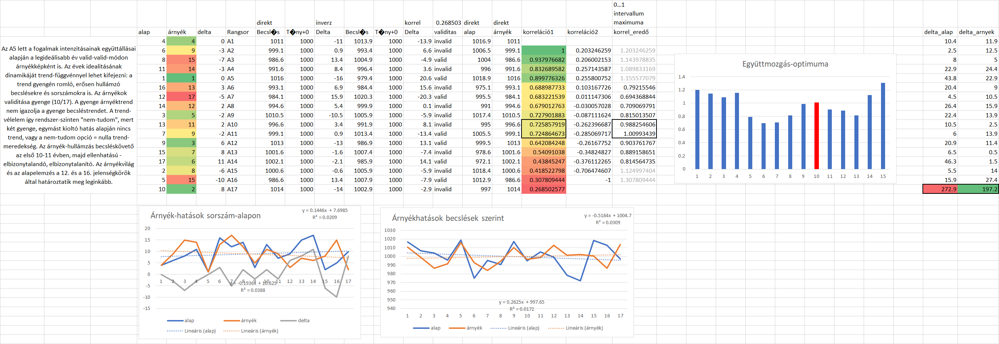 0...1
intervallum
direkt inverz korrel 0.268503 direkt direkt maximuma
alap árnyék delta Rangsor Becsl�s T�ny+0 Delta Becsl�s T�ny+0 Delta validitas alap árnyék korreláció1 korreláció2 korrel_eredő delta_alap delta_arnyek
Az A5 lett a fogalmak intenzitásainak együttállásai
alapján a legideálisabb év valid-valid-módon
árnyékképként is. Az évek idealitásának
dinamikáját trend-függvénnyel lehet kifejezni: a
trend gyengén romló, erősen hullámzó
becslésekre és sorszámokra is. Az árnyékok
validitása gyenge (10/17). A gyenge árnyéktrend
nem igazolja a gyenge becsléstrendet. A trend-
vélelem így rendszer-szinten "nem-tudom", mert
két gyenge, egymást kioltó hatás alapján nincs
trend, vagy a nem-tudom opció = nulla trend-
meredekség. Az árnyék-hullámzás becsléskövető
az első 10-11 évben, majd ellenhatású -
elbizonytalandó, elbizonytalanító. Az árnyékvilág
és az alapelemzés a 12. és a 16. jelenségkörök
által határoztatik meg leginkább.
4 4 0 A1 1011 1000 -11 1013.9 1000 -13.9 invalid 1016.9 1011 10.4 11.9
6 9 -3 A2 999.1 1000 0.9 993.4 1000 6.6 invalid 1006.5 999.1 1 0.203246259 1.203246259 2.5 12.5
8 15 -7 A3 986.6 1000 13.4 1004.9 1000 -4.9 valid 1004 986.6 0.937976682 0.206002153 1.143978835 8 5
11 14 -3 A4 991.6 1000 8.4 996.4 1000 3.6 invalid 996 991.6 0.832689582 0.257143587 1.089833169 22.9 24.4
1 1 0 A5 1016 1000 -16 979.4 1000 20.6 valid 1018.9 1016 0.899776326 0.255800752 1.155577079 43.8 22.9
16 13 3 A6 993.1 1000 6.9 984.4 1000 15.6 invalid 975.1 993.1 0.688987733 0.103167726 0.79215546 20.4 9
12 17 -5 A7 984.1 1000 15.9 1020.3 1000 -20.3 valid 995.5 984.1 0.683221539 0.011147306 0.694368844 4.5 10.5
14 12 2 A8 994.6 1000 5.4 999.9 1000 0.1 invalid 991 994.6 0.679012763 -0.030057028 0.709069791 26.4 15.9
3 5 -2 A9 1010.5 1000 -10.5 1005.9 1000 -5.9 invalid 1017.4 1010.5 0.727901883 -0.087111624 0.815013507 22.4 13.9
13 11 2 A10 996.6 1000 3.4 991.9 1000 8.1 invalid 995 996.6 0.725857919 -0.262396687 0.988254606 10.5 2.5
7 9 -2 A11 999.1 1000 0.9 1013.4 1000 -13.4 valid 1005.5 999.1 0.724864673 -0.285069717 1.00993439 6 13.9
9 3 6 A12 1013 1000 -13 986.9 1000 13.1 valid 999.5 1013 0.642084248 -0.26167752 0.903761767 20.9 11.4
15 7 8 A13 1001.6 1000 -1.6 1007.4 1000 -7.4 invalid 978.6 1001.6 0.54091038 -0.34824827 0.889158651 6.5 0.5
17 6 11 A14 1002.1 1000 -2.1 985.9 1000 14.1 valid 972.1 1002.1 0.43845247 -0.376112265 0.814564735 46.3 1.5
2 8 -6 A15 1000.6 1000 -0.6 1005.9 1000 -5.9 invalid 1018.4 1000.6 0.418522798 -0.706474607 1.124997404 5.5 14
5 15 -10 A16 986.6 1000 13.4 1007.9 1000 -7.9 valid 1012.9 986.6 0.307809444 -1 1.307809444 15.9 27.4
10 2 8 A17 1014 1000 -14 1002.9 1000 -2.9 invalid 997 1014 0.268502577 272.9 197.2
Együttmozgás-optimuma
1.4
1.2
1
0.8
0.6
0.4
0.2
0
1 2 3 4 5 6 7 8 9 10 11 12 13 14 15
Árnyék-hatások sorszám-alapon
y = 0.1446x + 7.6985
R² = 0.0209
20
15
10
5
0
-5
-10
-15
1 2 3 4 5 6 7 8 9 10 11 12 13 14 15 16 17
y = -0.1936x + 10.625
R² = 0.0388
alap árnyék delta
Lineáris (alap) Lineáris (árnyék)
Árnyékhatások becslések szerint
y = -0.5184x + 1004.7
R² = 0.0309
1030
1020
1010
1000
990
980
970
960
950
940
y = 0.2625x + 997.65
R² = 0.0172
1 2 3 4 5 6 7 8 9 10 11 12 13 14 15 16 17
alap árnyék Lineáris (alap) Lineáris (árnyék)